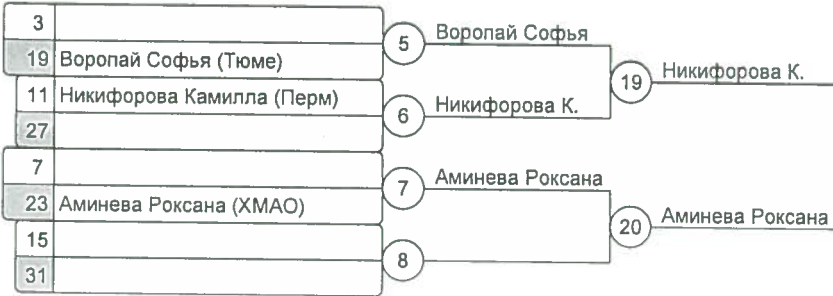 3
5 Воропай Софья
19 Воропай Софья (Тюме)
19 Никифорова К.
11 Никифорова Камилла (Перм)
6 Никифорова К.
27
7
7 Аминева Роксана
23 Аминева Роксана (ХМАО)
20 Аминева Роксана
15
8
31